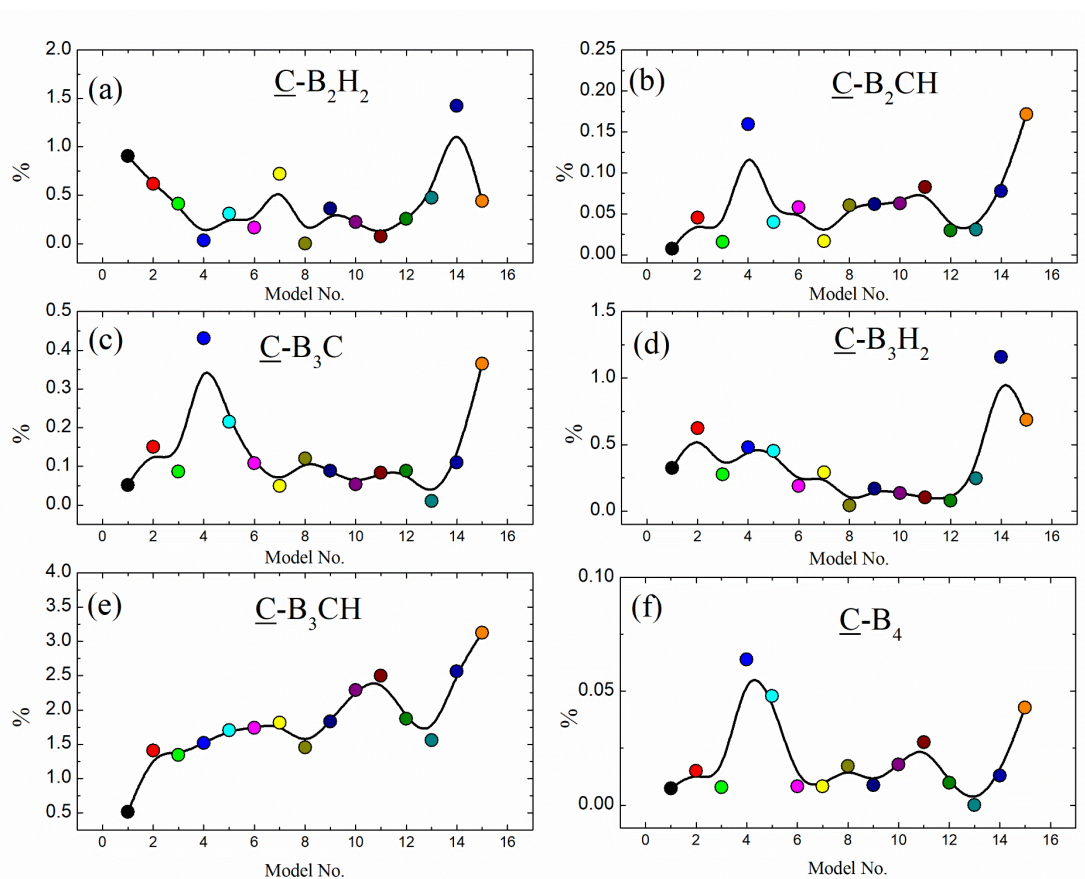 (a)
C-B₂H₂
2.0
1.5
1.0
0.5
0.0
%
0 2 4 6 8 10 12 14 16
Model No.
(b)
C-B₂CH
0.25
0.20
0.15
0.10
0.05
0.00
%
0 2 4 6 8 10 12 14 16
Model No.
(c)
C-B₃C
0.5
0.4
0.3
0.2
0.1
0.0
%
0 2 4 6 8 10 12 14 16
Model No.
(d)
C-B₃H₂
1.5
1.0
0.5
0.0
%
0 2 4 6 8 10 12 14 16
Model No.
(e)
C-B₃CH
4.0
3.5
3.0
2.5
2.0
1.5
1.0
0.5
%
0 2 4 6 8 10 12 14 16
Model No.
(f)
C-B₄
0.10
0.05
0.00
%
0 2 4 6 8 10 12 14 16
Model No.